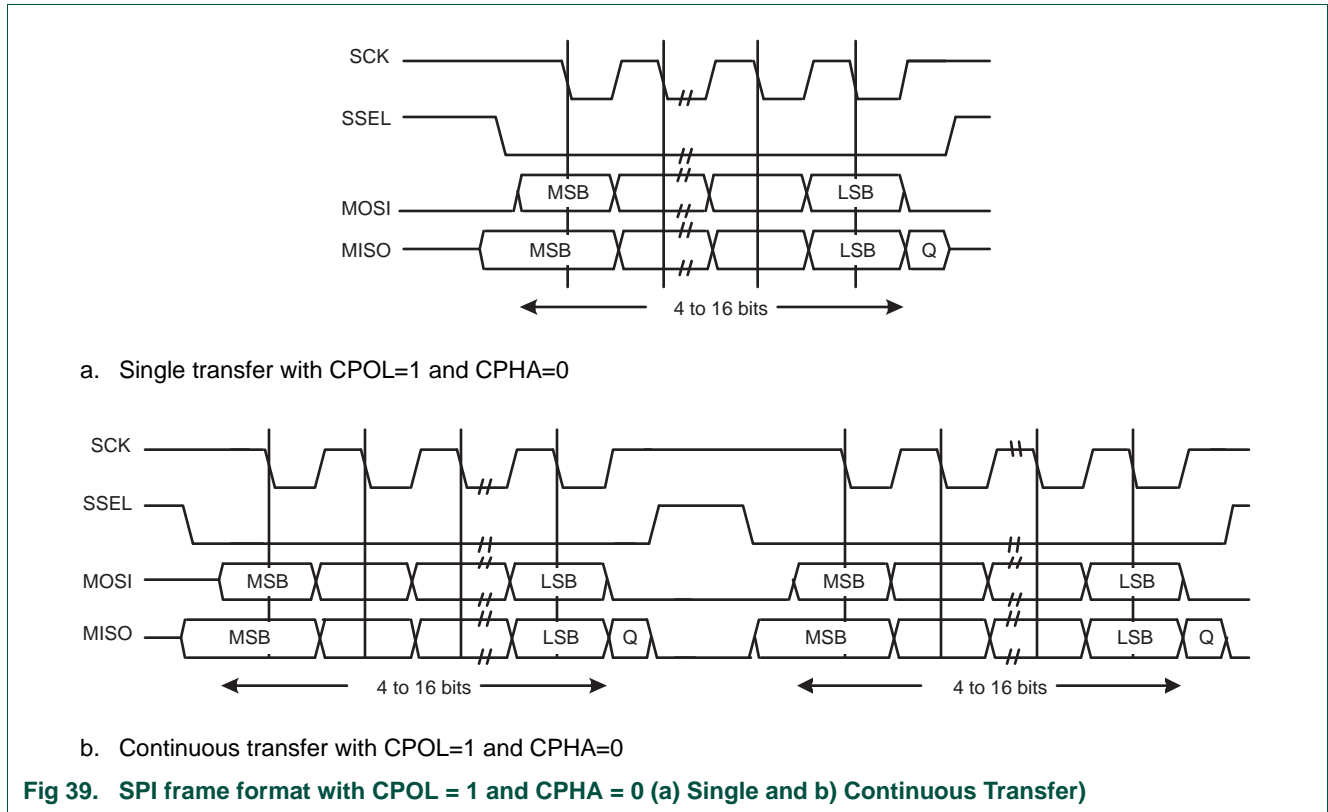 SCK
SSEL
MOSI MSB LSB
MISO MSB LSB Q
4 to 16 bits
a. Single transfer with CPOL=1 and CPHA=0
SCK
SSEL
MOSI MSB LSB MSB LSB
MISO MSB LSB Q MSB LSB Q
4 to 16 bits 4 to 16 bits
b. Continuous transfer with CPOL=1 and CPHA=0
Fig 39. SPI frame format with CPOL = 1 and CPHA = 0 (a) Single and b) Continuous Transfer)